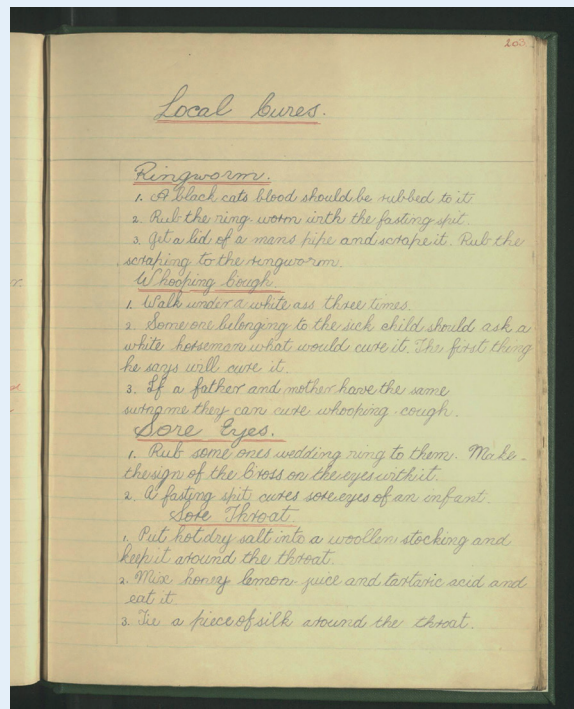 203
Local Cures.
Ringworm.
1. A black cats blood should be rubbed to it
2. Rub the ring worm with the fasting spit.
3. Get a lid of a mans pipe and scrape it. Rub the
scraping to the ringworm.
Whooping Cough.
1. Walk under a white ass three times.
2. Someone belonging to the sick child should ask a
white horseman what would cure it. The first thing
he says will cure it.
3. If a father and mother have the same
surname they can cure whooping cough.
Sore Eyes.
1. Rub some ones wedding ring to them. Make
the sign of the Cross on the eyes with it.
2. A fasting spit cures sore eyes of an infant.
Sore Throat
1. Put hot dry salt into a woollen stocking and
keep it around the throat.
2. Mix honey lemon juice and tartaric acid and
eat it
3. Tie a piece of silk around the throat.